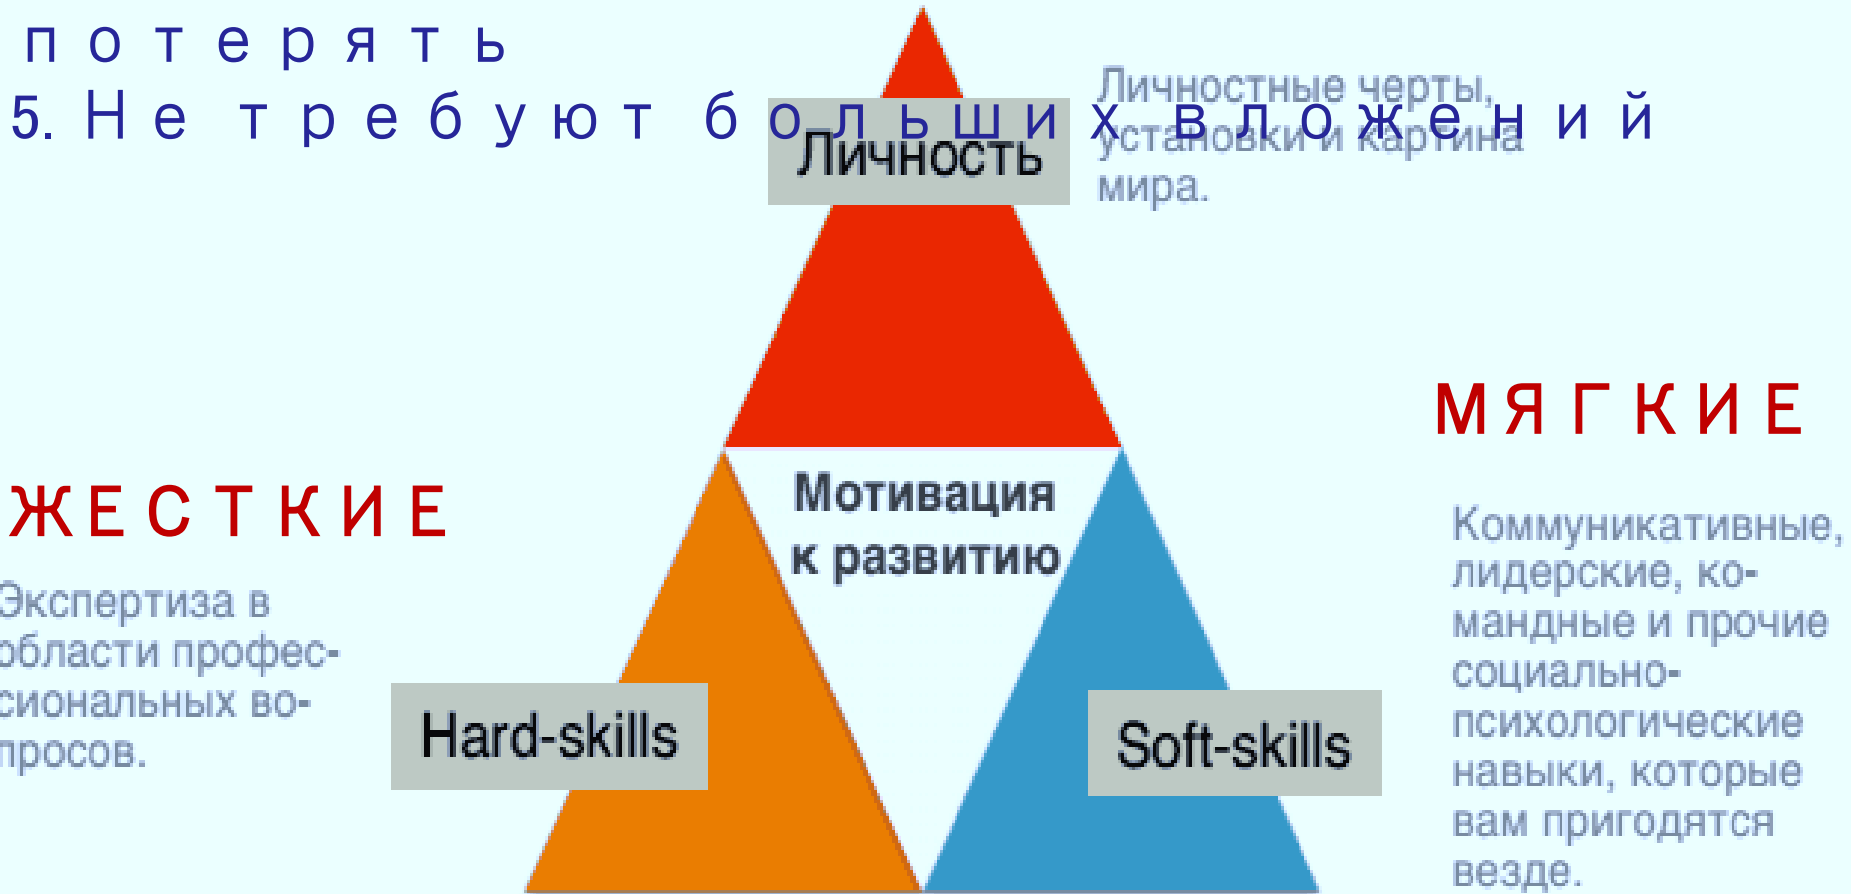 потерять
5. Не требуют больших вложений
Личностные черты,
установки и картина
мира.
Личность
МЯГКИЕ
Мотивация
к развитию
ЖЕСТКИЕ
Экспертиза в
области профес-
сиональных во-
просов.
Hard-skills
Soft-skills
Коммуникативные,
лидерские, ко-
мандные и прочие
социально-
психологические
навыки, которые
вам пригодятся
везде.